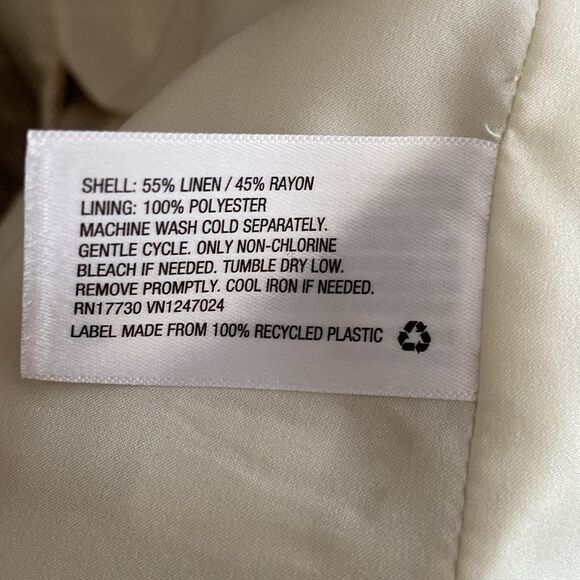 SHELL: 55% LINEN / 45% RAYON
LINING: 100% POLYESTER
MACHINE WASH COLD SEPARATELY.
GENTLE CYCLE. ONLY NON-CHLORINE
BLEACH IF NEEDED. TUMBLE DRY LOW.
REMOVE PROMPTLY. COOL IRON IF NEEDED.
RN17730 VN1247024
LABEL MADE FROM 100% RECYCLED PLASTIC